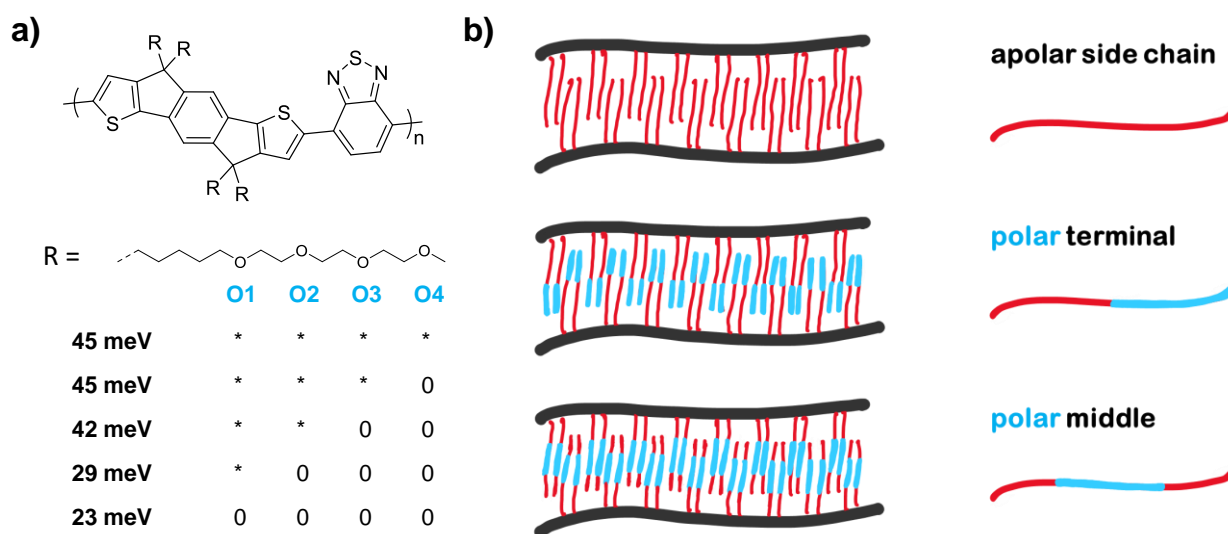 a)
R
R
N
S
N
S
S
n
R
R
R =
O
O
O
O
O1 O2 O3 O4
45 meV * * * *
45 meV * * * 0
42 meV * * 0 0
29 meV * 0 0 0
23 meV 0 0 0 0
b)
apolar side chain
polar terminal
polar middle